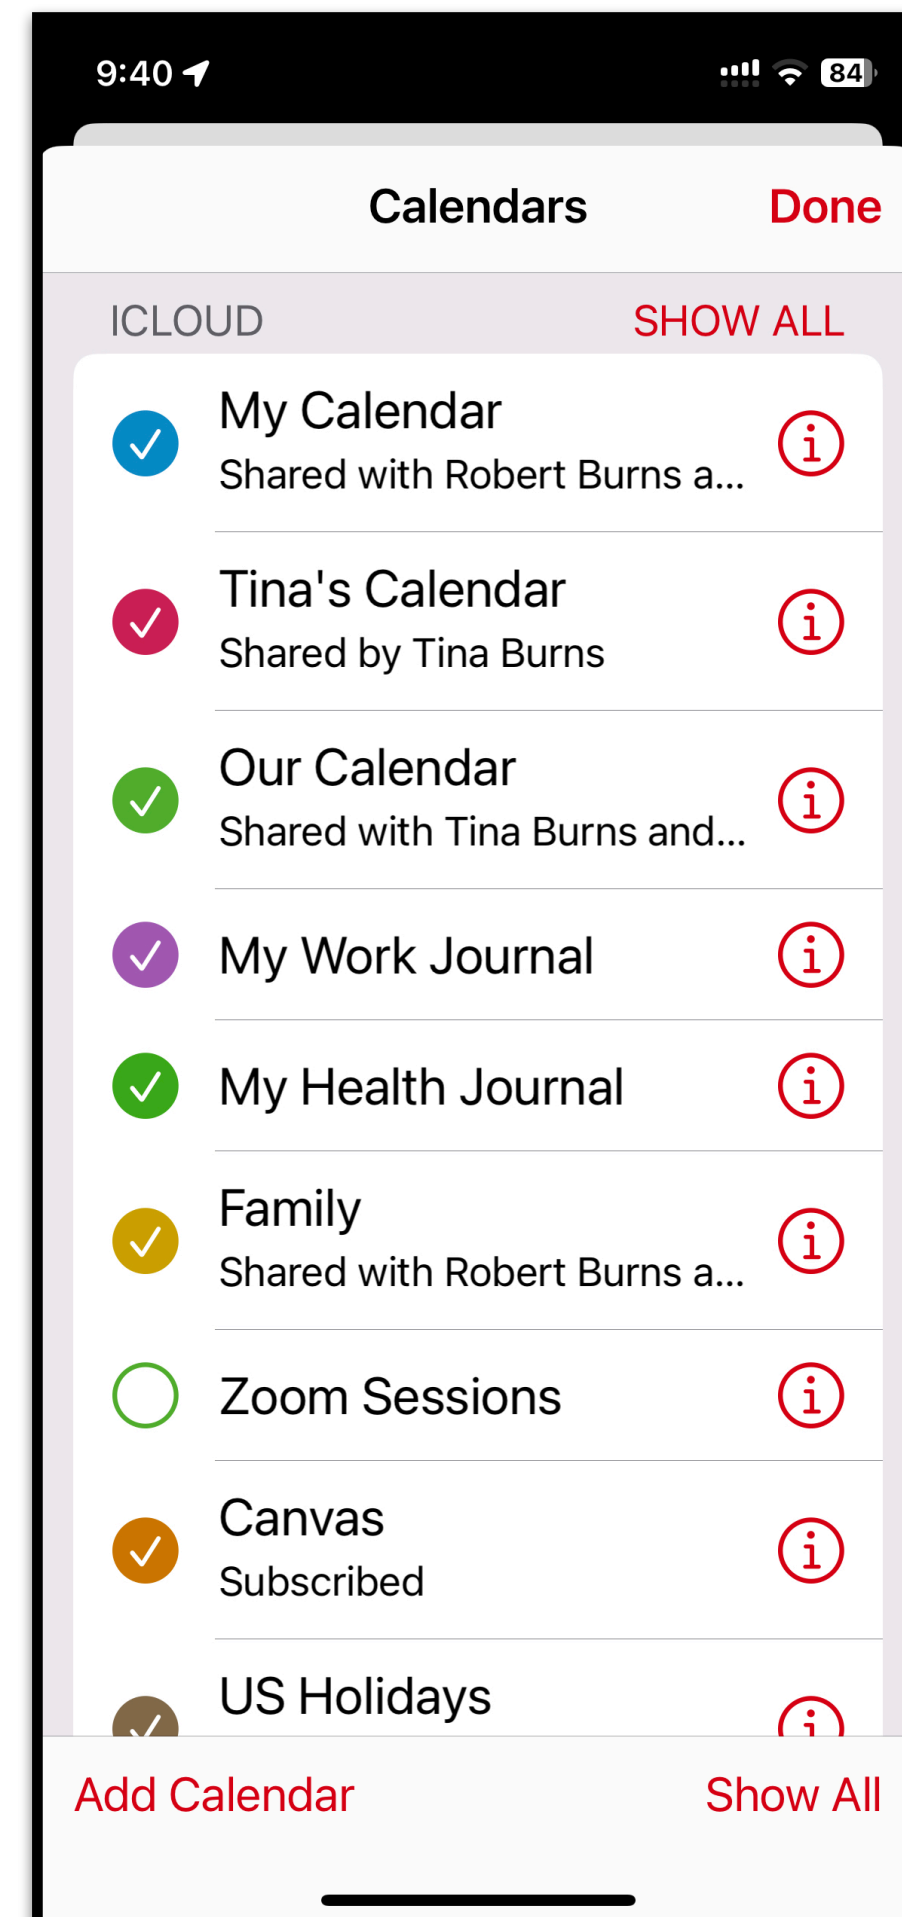 9:40
84
Calendars Done
ICLOUD SHOW ALL
My Calendar
Shared with Robert Burns a...
Tina's Calendar
Shared by Tina Burns
Our Calendar
Shared with Tina Burns and...
My Work Journal
My Health Journal
Family
Shared with Robert Burns a...
Zoom Sessions
Canvas
Subscribed
US Holidays
Add Calendar Show All